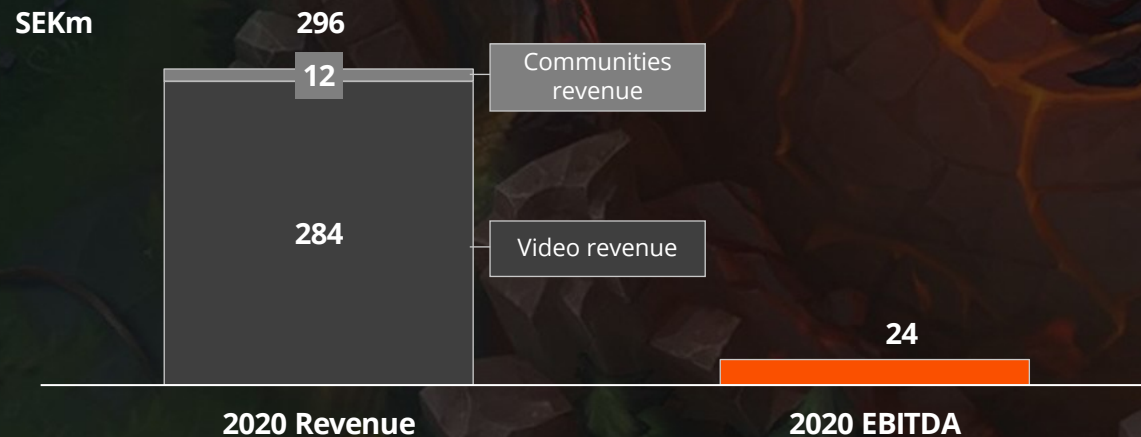 SEKm
296
12
Communities
revenue
284
Video revenue
24
2020 Revenue
2020 EBITDA